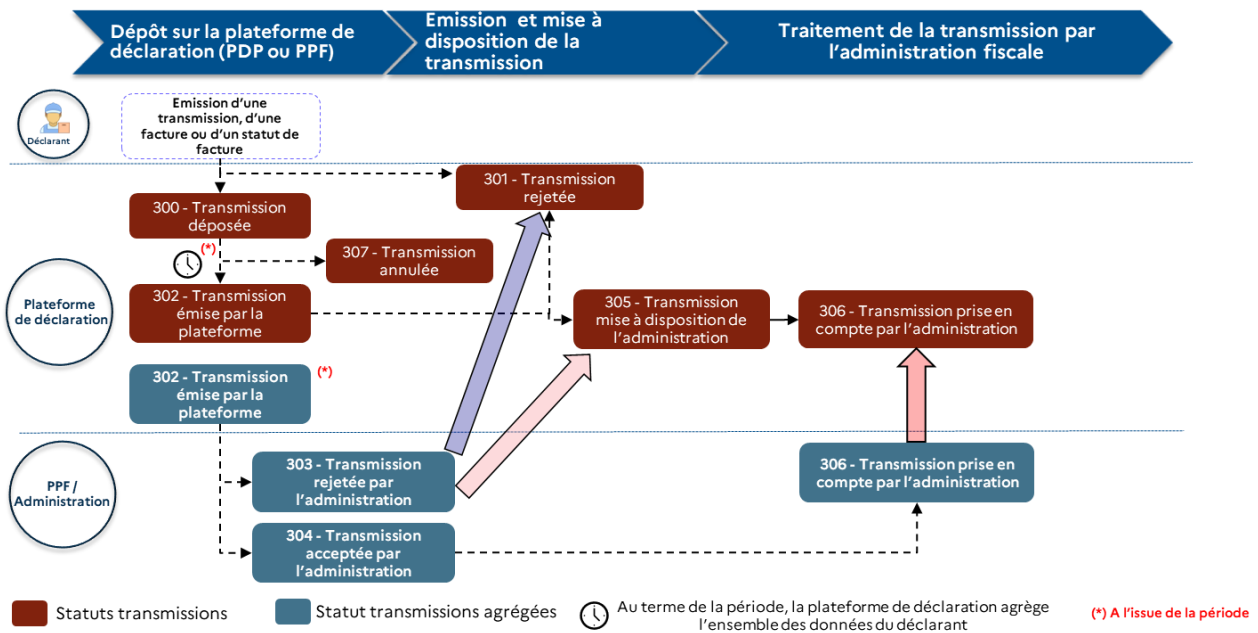 Dépôt sur la plateforme de
déclaration (PDP ou PPF)
Emission et mise à
disposition de la
transmission
Traitement de la transmission par
l'administration fiscale
Déclarant
Emission d'une
transmission, d'une
facture ou d'un statut de
facture
301 - Transmission
rejetée
300 - Transmission
déposée
(*)
307 - Transmission
annulée
Plateforme
de déclaration
302 - Transmission
émise par la
plateforme
305 - Transmission
mise à disposition de
l'administration
306 - Transmission prise en
compte par l'administration
302 - Transmission
émise par la
plateforme
(*)
PPF /
Administration
303 - Transmission
rejetée par
l'administration
306 - Transmission prise en
compte par l'administration
304 - Transmission
acceptée par
l'administration
Statuts transmissions
Statut transmissions agrégées
Au terme de la période, la plateforme de déclaration agrège
l'ensemble des données du déclarant
(*) A l'issue de la période